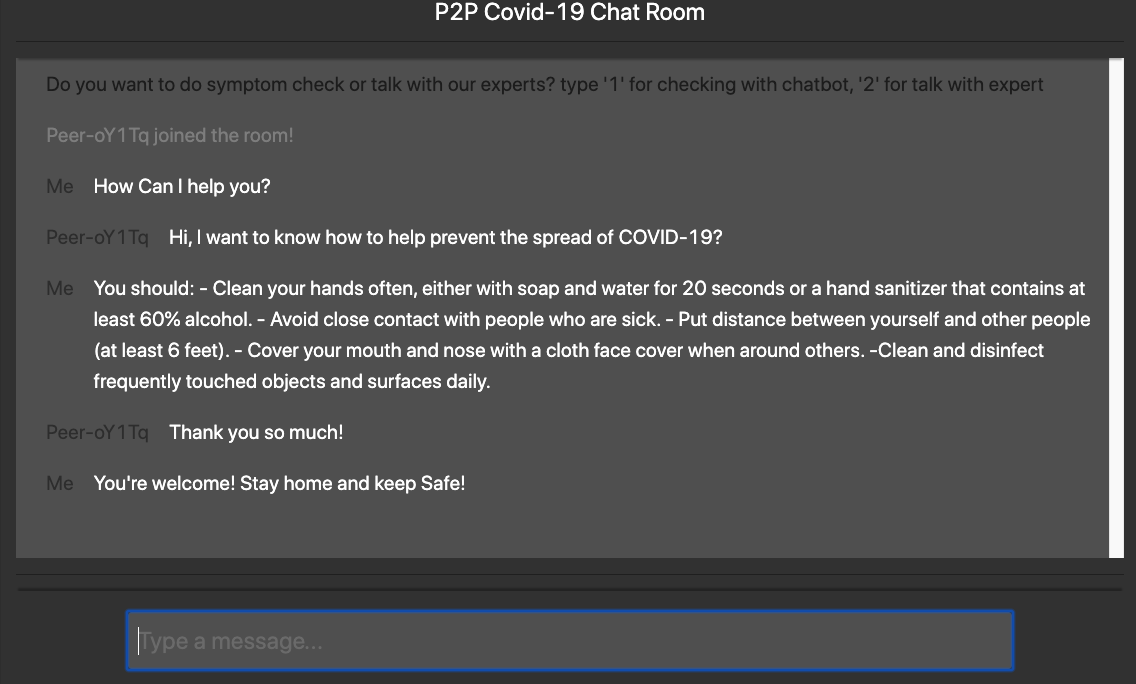 P2P Covid-19 Chat Room
Do you want to do symptom check or talk with our experts? type '1' for checking with chatbot, '2' for talk with expert
Peer-oY1Tq joined the room!
Me How Can I help you?
Peer-oY1Tq Hi, I want to know how to help prevent the spread of COVID-19?
Me You should: - Clean your hands often, either with soap and water for 20 seconds or a hand sanitizer that contains at
least 60% alcohol. - Avoid close contact with people who are sick. - Put distance between yourself and other people
(at least 6 feet). - Cover your mouth and nose with a cloth face cover when around others. -Clean and disinfect
frequently touched objects and surfaces daily.
Peer-oY1Tq Thank you so much!
Me You're welcome! Stay home and keep Safe!
Type a message...